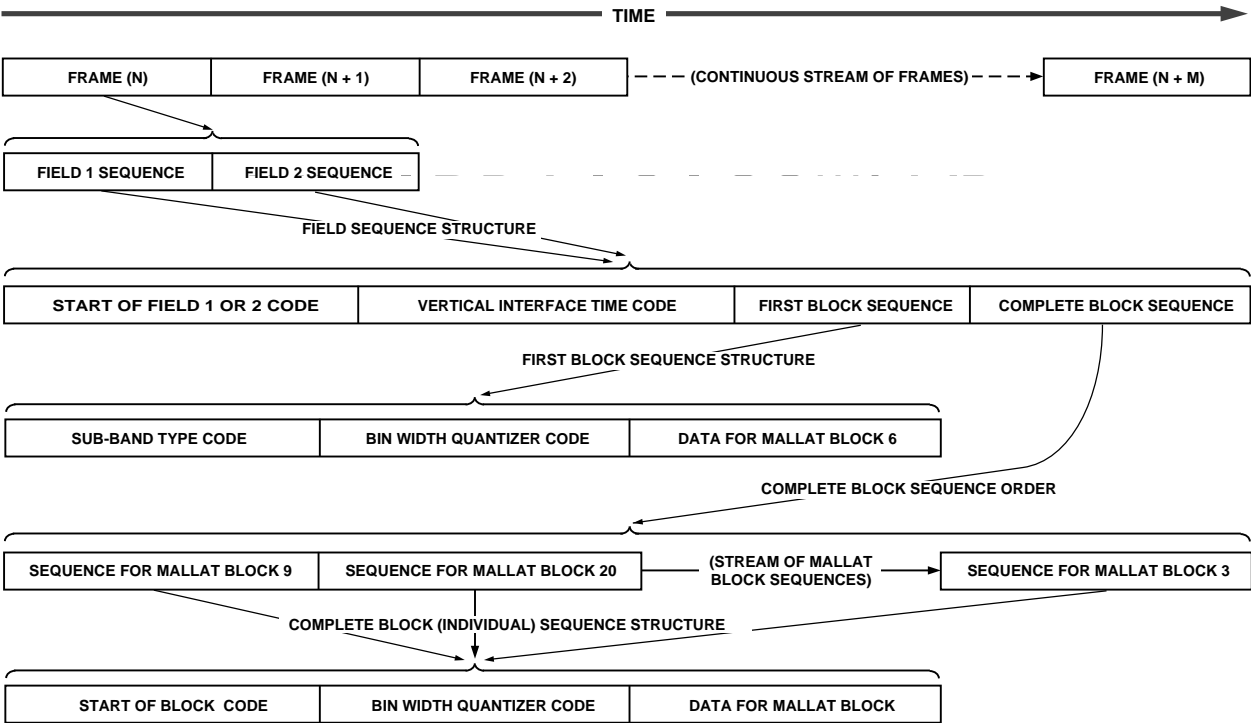 TIME
FRAME (N) FRAME (N + 1) FRAME (N + 2) (CONTINUOUS STREAM OF FRAMES) FRAME (N + M)
FIELD 1 SEQUENCE FIELD 2 SEQUENCE
FIELD SEQUENCE STRUCTURE
START OF FIELD 1 OR 2 CODE VERTICAL INTERFACE TIME CODE FIRST BLOCK SEQUENCE COMPLETE BLOCK SEQUENCE
FIRST BLOCK SEQUENCE STRUCTURE
SUB-BAND TYPE CODE BIN WIDTH QUANTIZER CODE DATA FOR MALLAT BLOCK 6
COMPLETE BLOCK SEQUENCE ORDER
SEQUENCE FOR MALLAT BLOCK 9 SEQUENCE FOR MALLAT BLOCK 20 (STREAM OF MALLAT
BLOCK SEQUENCES) SEQUENCE FOR MALLAT BLOCK 3
COMPLETE BLOCK (INDIVIDUAL) SEQUENCE STRUCTURE
START OF BLOCK CODE BIN WIDTH QUANTIZER CODE DATA FOR MALLAT BLOCK